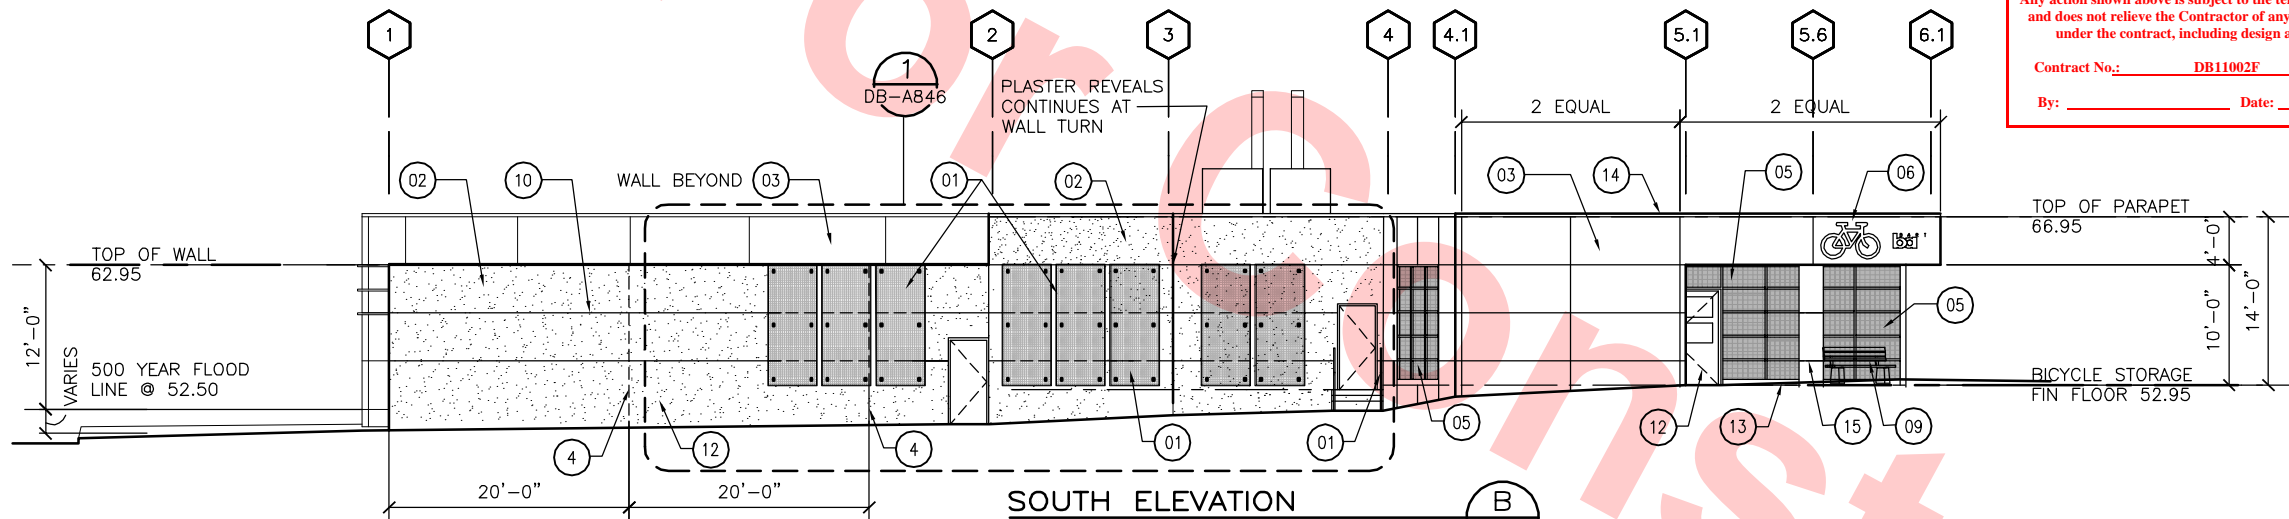 Any action shown above is subject to the
and does not relieve the Contractor of any
under the contract, including design
Contract No.: DB11002F
By: Date:
1 2 3 4 4.1 5.1 5.6 6.1
1
DB-A846
PLASTER REVEALS
CONTINUES AT
WALL TURN
2 EQUAL 2 EQUAL
02 10 WALL BEYOND 03 01 02 03 14 05 06
TOP OF WALL
62.95
TOP OF PARAPET
66.95
4'-0"
14'-0"
10'-0"
12'-0"
VARIES
500 YEAR FLOOD
LINE @ 52.50
05
BICYCLE STORAGE
FIN FLOOR 52.95
4 12 4 01 01 05 12 13 15 09
20'-0" 20'-0"
SOUTH ELEVATION B
or Const